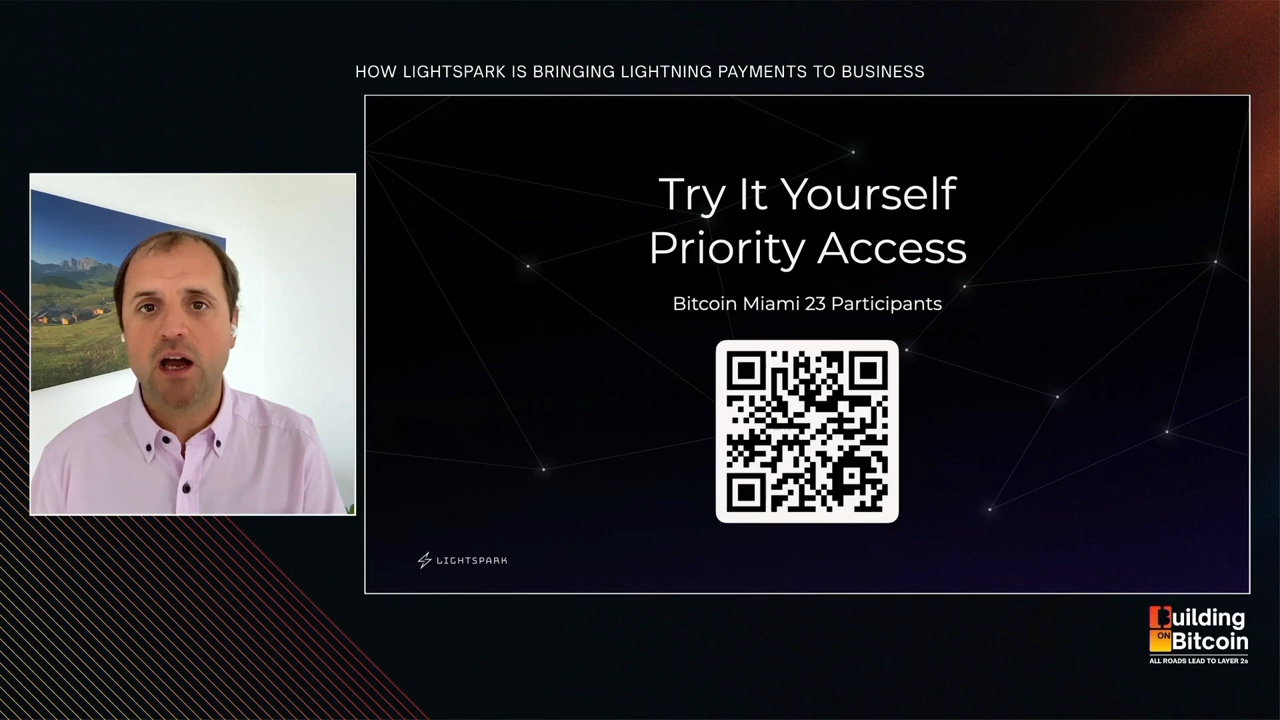 HOW LIGHTSPARK IS BRINGING LIGHTNING PAYMENTS TO BUSINESS
Try It Yourself
Priority Access
Bitcoin Miami 23 Participants
LIGHTSPARK
Building
ON
Bitcoin
ALL ROADS LEAD TO LAYER 2s